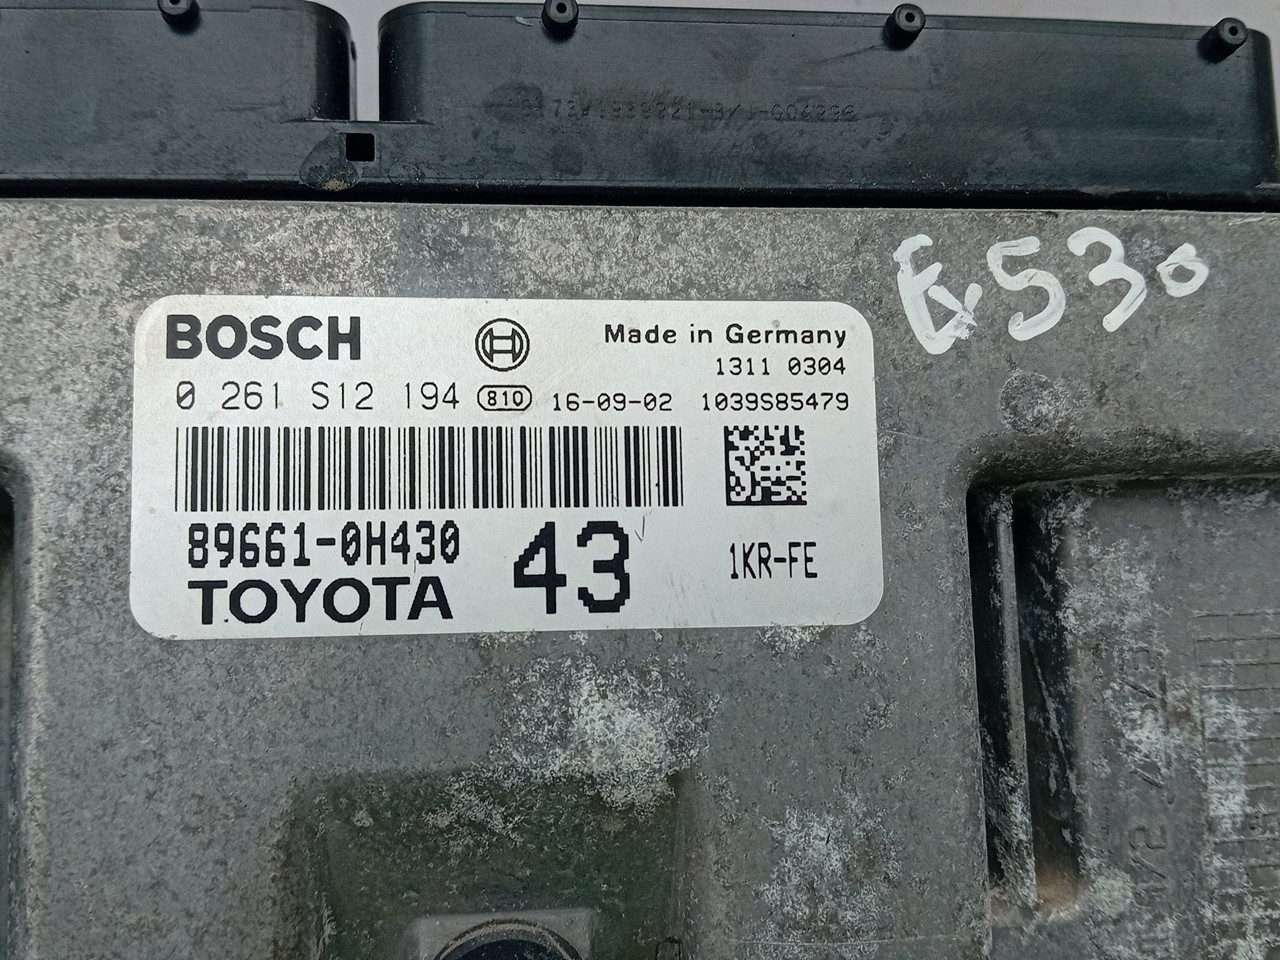 E530
BOSCH Made in Germany
1311 0304
0 261 S12 194 810 16-09-02 1039S85479
89661-0H430 43 1KR-FE
TOYOTA